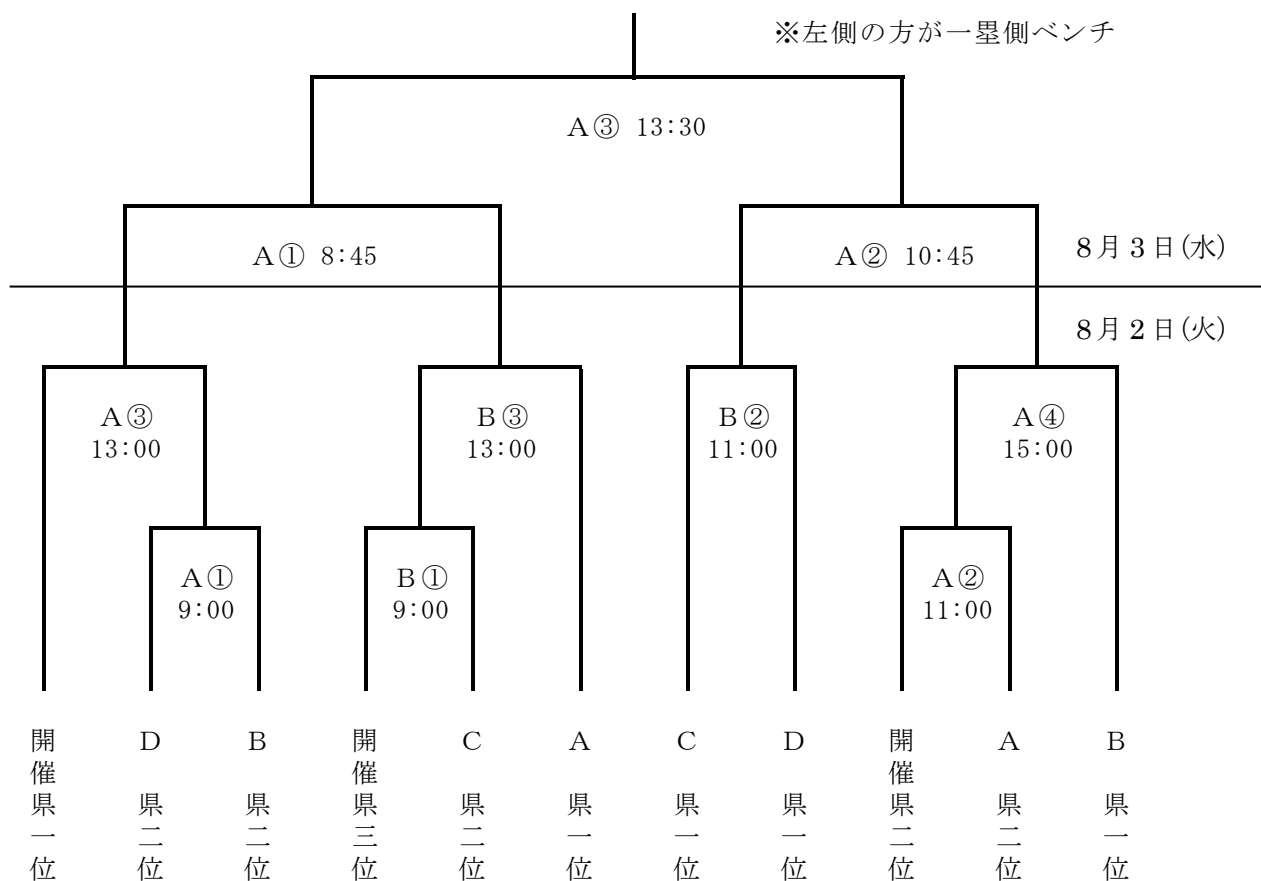 ※左側の方が一塁側ベンチ
A③ 13:30
A① 8:45
A② 10:45
8月3日(水)
8月2日(火)
A③
13:00
B③
13:00
B②
11:00
A④
15:00
A①
9:00
B①
9:00
A②
11:00
開催県一位
D県二位
B県二位
開催県三位
C県二位
A県一位
C県一位
D県一位
開催県二位
A県二位
B県一位